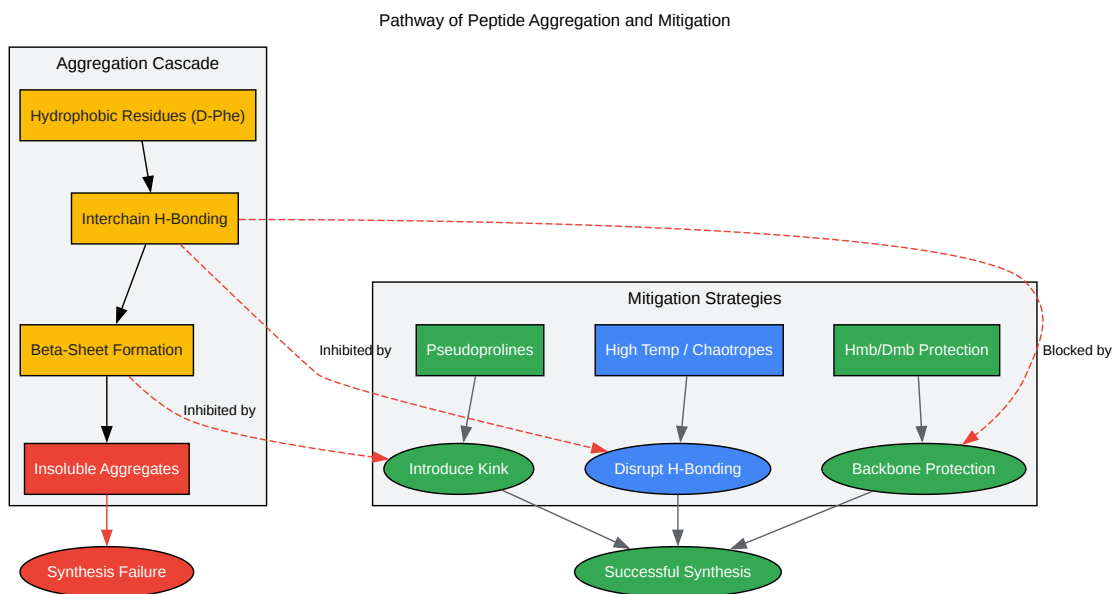 Pathway of Peptide Aggregation and Mitigation
Aggregation Cascade
Hydrophobic Residues (D-Phe)
Interchain H-Bonding
Mitigation Strategies
Beta-Sheet Formation
Inhibited by
Pseudoprolines
High Temp / Chaotropes
Hmb/Dmb Protection
Blocked by
Inhibited by
Insoluble Aggregates
Introduce Kink
Disrupt H-Bonding
Backbone Protection
Synthesis Failure
Successful Synthesis